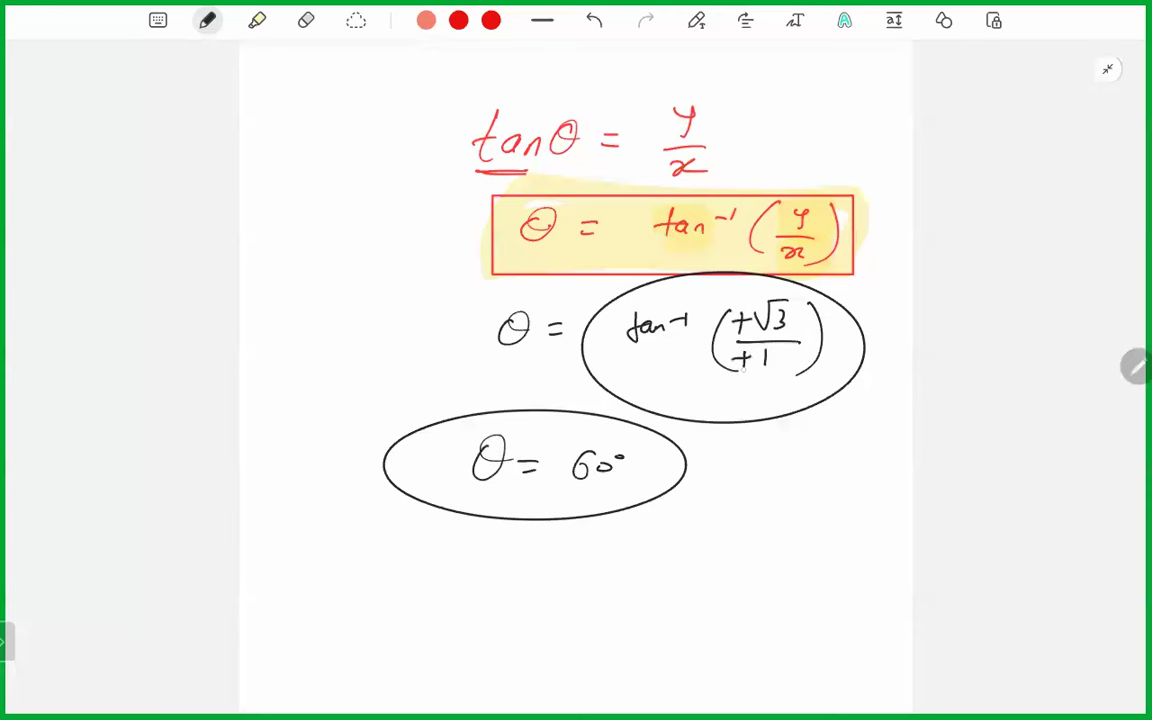 tanθ = y/x
θ = tan⁻¹ (y/x)
θ = tan⁻¹ (+√3/+1)
θ = 60°